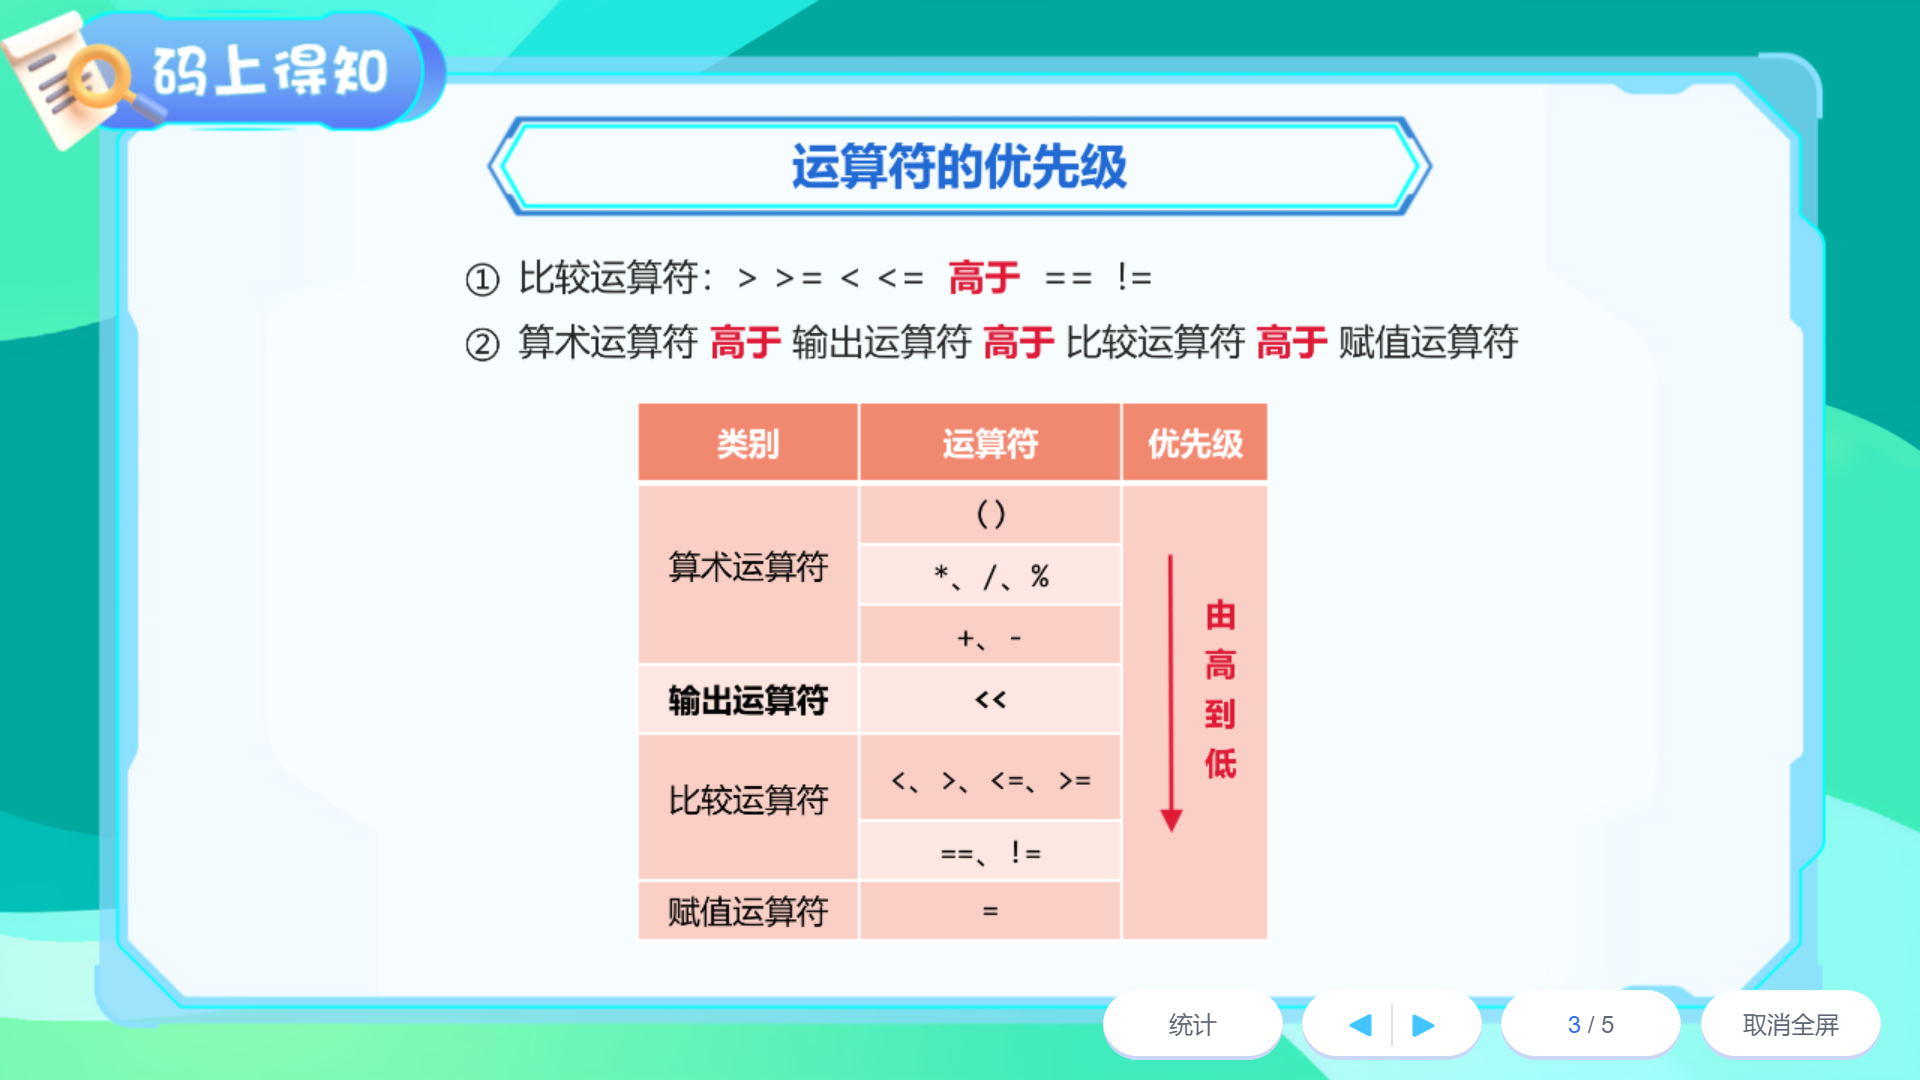 码上得知
运算符的优先级
① 比较运算符：> >= < <= 高于 == !=
② 算术运算符 高于 输出运算符 高于 比较运算符 高于 赋值运算符
类别 运算符 优先级
算术运算符
()
*、/、%
+、-
输出运算符 <<
比较运算符
<、>、<=、>=
==、!=
赋值运算符 =
由
高
到
低
统计
3 / 5
取消全屏